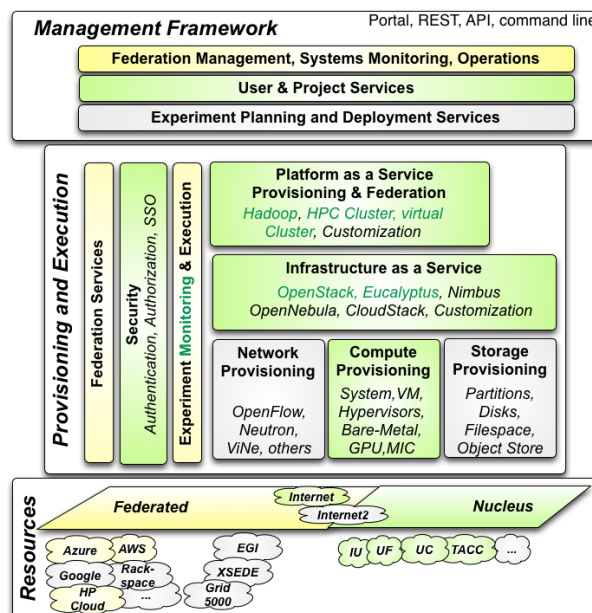 Management Framework
Portal, REST, API, command line
Federation Management, Systems Monitoring, Operations
User & Project Services
Experiment Planning and Deployment Services
Provisioning and Execution
Federation Services
Security
Authentication, Authorization, SSO
Experiment Monitoring & Execution
Platform as a Service
Provisioning & Federation
Hadoop, HPC Cluster, virtual
Cluster, Customization
Infrastructure as a Service
OpenStack, Eucalyptus, Nimbus
OpenNebula, CloudStack, Customization
Network
Provisioning
OpenFlow,
Neutron,
ViNe, others
Compute
Provisioning
System,VM,
Hypervisors,
Bare-Metal,
GPU,MIC
Storage
Provisioning
Partitions,
Disks,
Filespace,
Object Store
Resources
Federated
Internet
Internet2
Nucleus
Azure
AWS
Google
Rack-
space
HP
Cloud
...
EGI
XSEDE
Grid
5000
IU
UF
UC
TACC
...